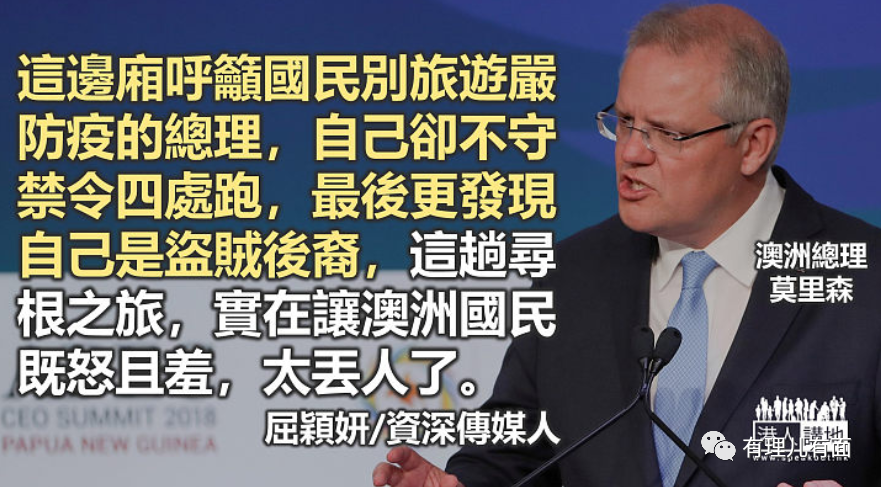 這邊廂呼籲國民別旅遊嚴
防疫的總理，自己卻不守
禁令四處跑，最後更發現
自己是盜賊後裔，這趟尋
根之旅，實在讓澳洲國民
既怒且羞，太丟人了。
屈穎妍/資深傳媒人
澳洲總理
莫里森
CEO SUMMIT 2018
PAPUA NEW GUINEA
港人講地
www.speakout.hk
有理儿有面